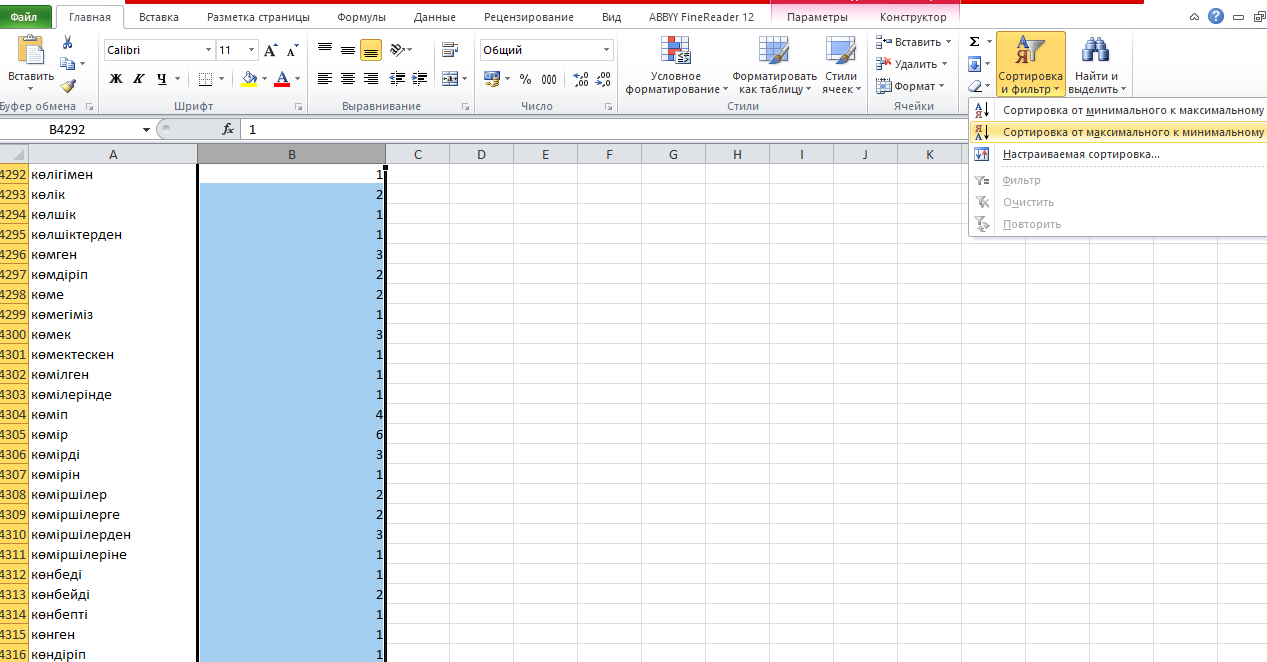 Файл Главная Вставка Разметка страницы Формулы Данные Рецензирование Вид ABBYY FineReader 12 Параметры Конструктор
Вставить
Буфер обмена
Calibri 11
Ж К Ч
Шрифт
Выравнивание
Общий
% 000
Число
Условное форматирование
Форматировать как таблицу
Стили ячеек
Стили
Вставить
Удалить
Формат
Ячейки
Σ
Сортировка и фильтр
Найти и выделить
Сортировка от минимального к максимальному
Сортировка от максимального к минимальному
Настраиваемая сортировка...
Фильтр
Очистить
Повторить
B4292 fx 1
A B C D E F G H I J K
4292 көлігімен 1
4293 көлік 2
4294 көлшік 1
4295 көлшіктерден 1
4296 көмген 3
4297 көмдіріп 2
4298 көме 2
4299 көмегіміз 1
4300 көмек 3
4301 көмектескен 1
4302 көмілген 1
4303 көмілерінде 1
4304 көміп 4
4305 көмір 6
4306 көмірді 3
4307 көмірін 1
4308 көміршілер 2
4309 көміршілерге 2
4310 көміршілерден 3
4311 көміршілеріне 1
4312 көнбеді 1
4313 көнбейді 2
4314 көнбепті 1
4315 көнген 1
4316 көндіріп 1